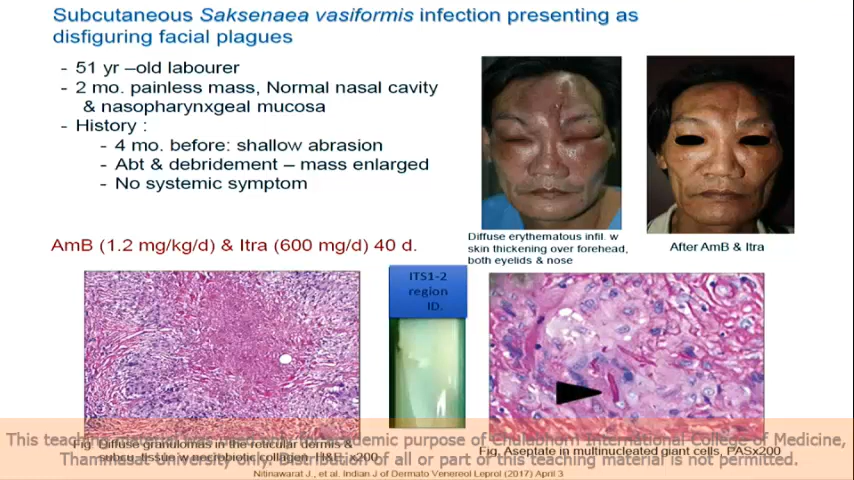 Subcutaneous Saksenaea vasiformis infection presenting as
disfiguring facial plagues
- 51 yr –old labourer
- 2 mo. painless mass, Normal nasal cavity
& nasopharynxgeal mucosa
- History :
- 4 mo. before: shallow abrasion
- Abt & debridement – mass enlarged
- No systemic symptom
AmB (1.2 mg/kg/d) & Itra (600 mg/d) 40 d.
Diffuse erythematous infil. w
skin thickening over forehead,
both eyelids & nose
After AmB & Itra
ITS1-2
region
ID.
Fig. Diffuse granulomas in the reticular dermis &
subcu. tissue w necrobiotic collagen, H&E, x200
Fig, Aseptate in multinucleated giant cells, PASx200
This teaching material is for academic purpose of Chulabhorn International College of Medicine,
Thammasat University only. Distribution of all or part of this teaching material is not permitted.
Nitinawarat J., et al. Indian J of Dermato Venereol Leprol (2017) April 3